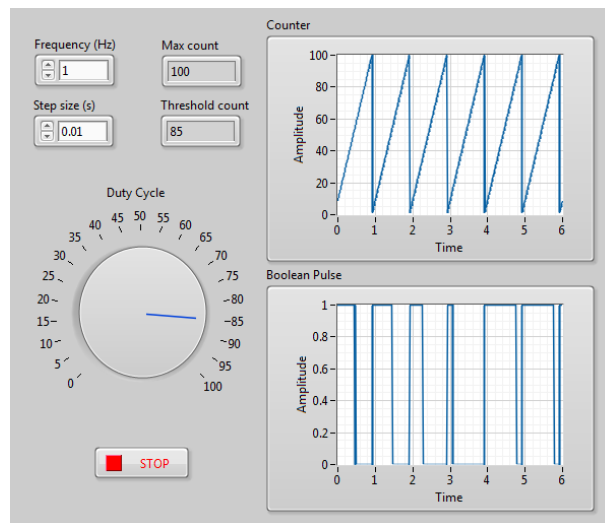 Frequency (Hz)
1
Max count
100
Step size (s)
0.01
Threshold count
85
Duty Cycle
0
5
10
15
20
25
30
35
40
45
50
55
60
65
70
75
80
85
90
95
100
STOP
Counter
Amplitude
100
80
60
40
20
0
0 1 2 3 4 5 6
Time
Boolean Pulse
Amplitude
1
0.8
0.6
0.4
0.2
0
0 1 2 3 4 5 6
Time